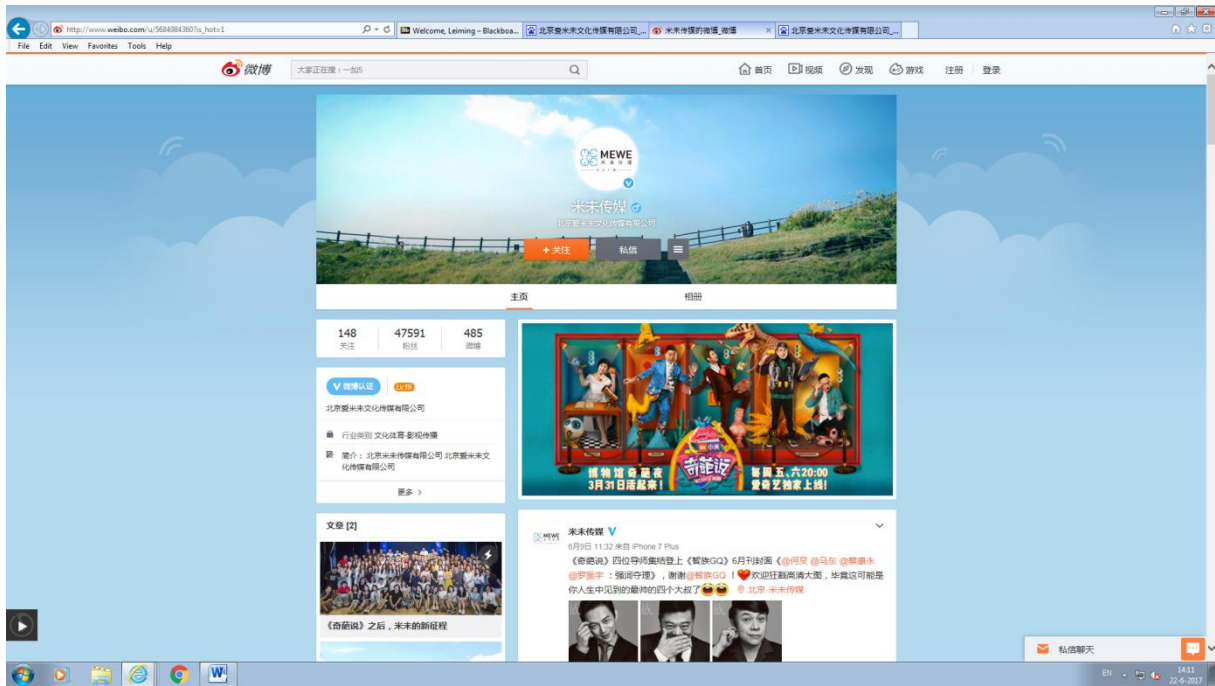 http://www.weibo.com/u/5684984360?is_hot=1
Welcome, Leiming – Blackboa...
北京爱米未文化传媒有限公司_...
米未传媒的微博_微博
北京爱米未文化传媒有限公司_...
File Edit View Favorites Tools Help
微博
大家正在搜：一加5
首页 视频 发现 游戏 注册 登录
MEWE
米未传媒
米未传媒
北京爱米未文化传媒有限公司
+ 关注 私信
主页 相册
148 47591 485
关注 粉丝 微博
V 微博认证 LV.19
北京爱米未文化传媒有限公司
行业类别 文化体育-影视传播
简介： 北京米未传媒有限公司 北京爱米未文
化传媒有限公司
更多 ›
文章 [2]
《奇葩说》之后，米未的新征程
奇葩说
博物馆奇葩夜
3月31日活起来！
每周五、六20:00
爱奇艺独家上线！
MEWE
米未传媒 V
6月9日 11:32 来自 iPhone 7 Plus
《奇葩说》四位导师集结登上《智族GQ》6月刊封面《@何炅 @马东 @蔡康永
@罗振宇 ：强词夺理》，谢谢@智族GQ ！欢迎狂戳高清大图，毕竟这可能是
你人生中见到的最帅的四个大叔了 北京·米未传媒
私信聊天
EN
14:11
22-6-2017